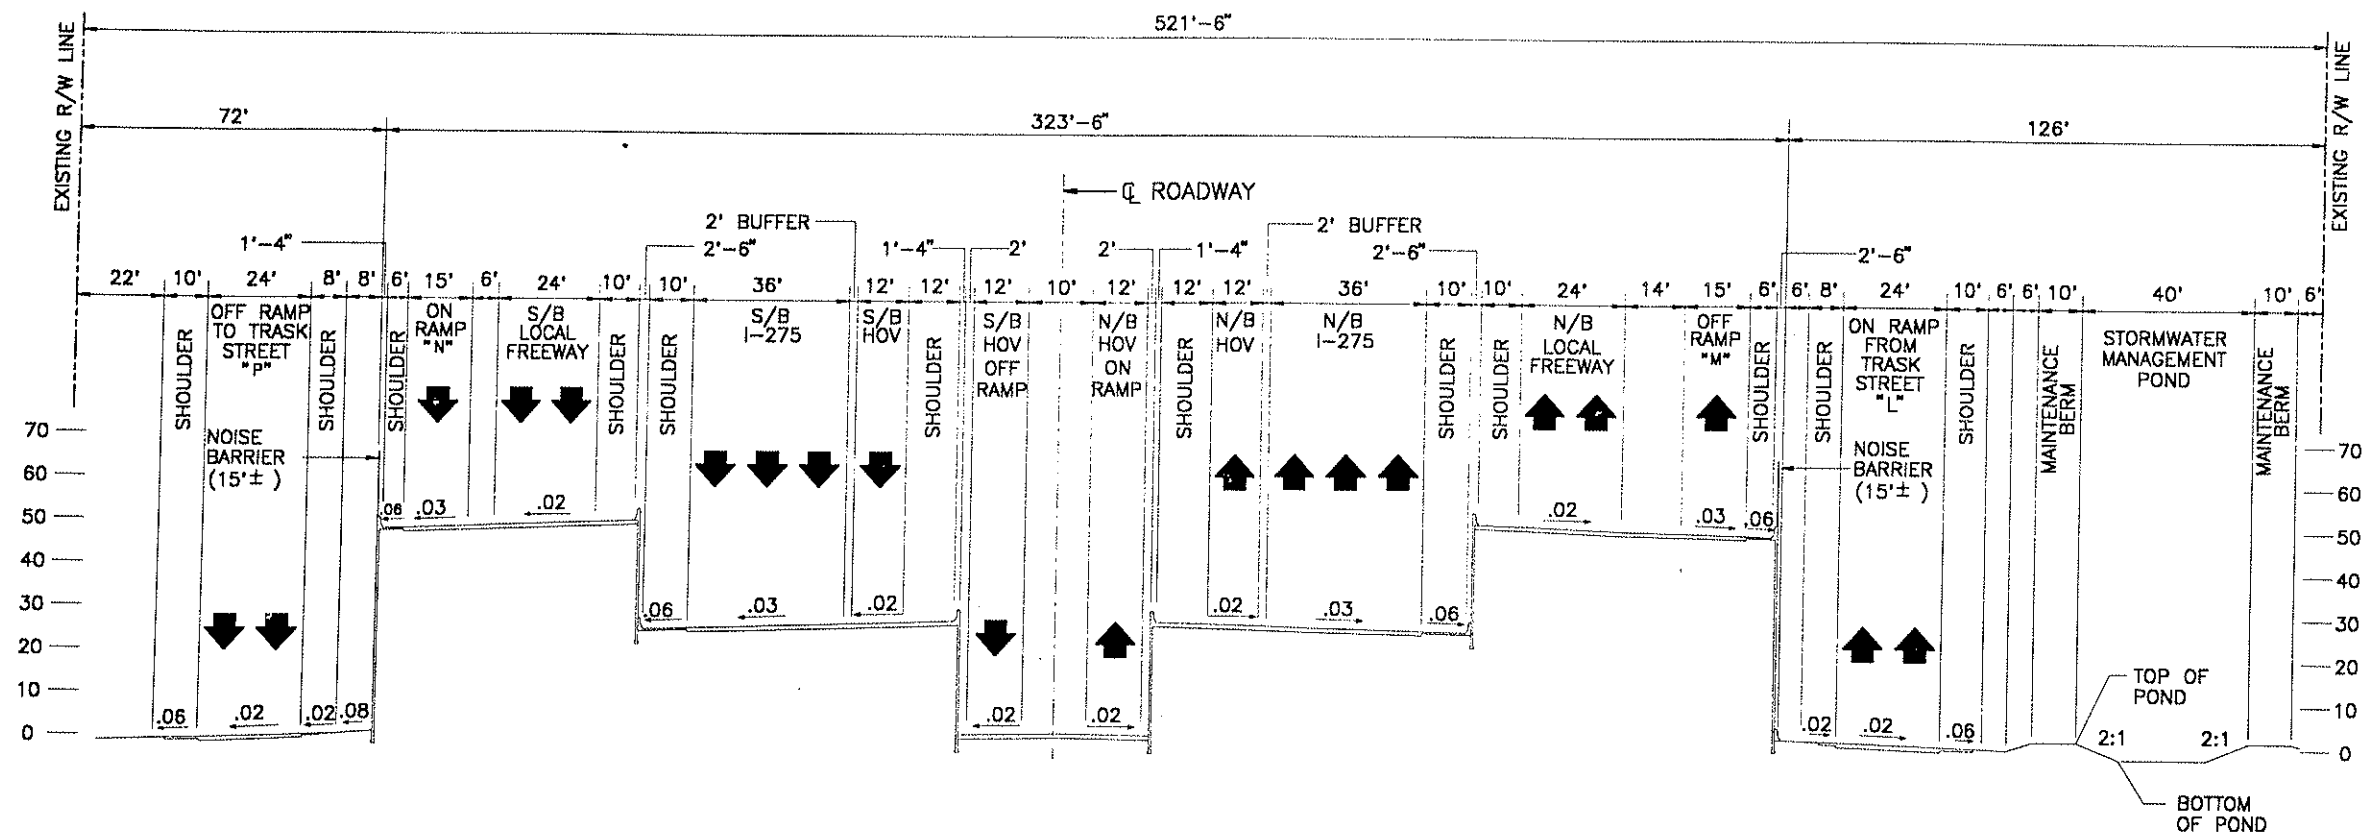 521'-6"
EXISTING R/W LINE
72'
323'-6"
126'
EXISTING R/W LINE
℄ ROADWAY
2' BUFFER
2' BUFFER
1'-4"
2'-6"
1'-4"
2'
2'
1'-4"
2'-6"
2'-6"
22'
10'
24'
8'
8'
6'
15'
6'
24'
10'
10'
36'
12'
12'
12'
10'
12'
12'
12'
36'
10'
10'
24'
14'
15'
6'
6'
8'
24'
10'
6'
6'
10'
40'
10'
6'
SHOULDER
OFF RAMP
TO TRASK
STREET
"P"
SHOULDER
SHOULDER
ON
RAMP
"N"
S/B
LOCAL
FREEWAY
SHOULDER
SHOULDER
S/B
I-275
S/B
HOV
SHOULDER
S/B
HOV
OFF
RAMP
N/B
HOV
ON
RAMP
SHOULDER
N/B
HOV
N/B
I-275
SHOULDER
SHOULDER
N/B
LOCAL
FREEWAY
OFF
RAMP
"M"
SHOULDER
SHOULDER
ON RAMP
FROM
TRASK
STREET
"L"
SHOULDER
MAINTENANCE
BERM
STORMWATER
MANAGEMENT
POND
MAINTENANCE
BERM
NOISE
BARRIER
(15'± )
NOISE
BARRIER
(15'± )
70
60
50
40
30
20
10
0
70
60
50
40
30
20
10
0
.06
.03
.02
.02
.03
.06
.06
.03
.02
.02
.03
.06
.06
.02
.02
.08
.02
.02
.02
.02
.06
2:1
2:1
TOP OF
POND
BOTTOM
OF POND